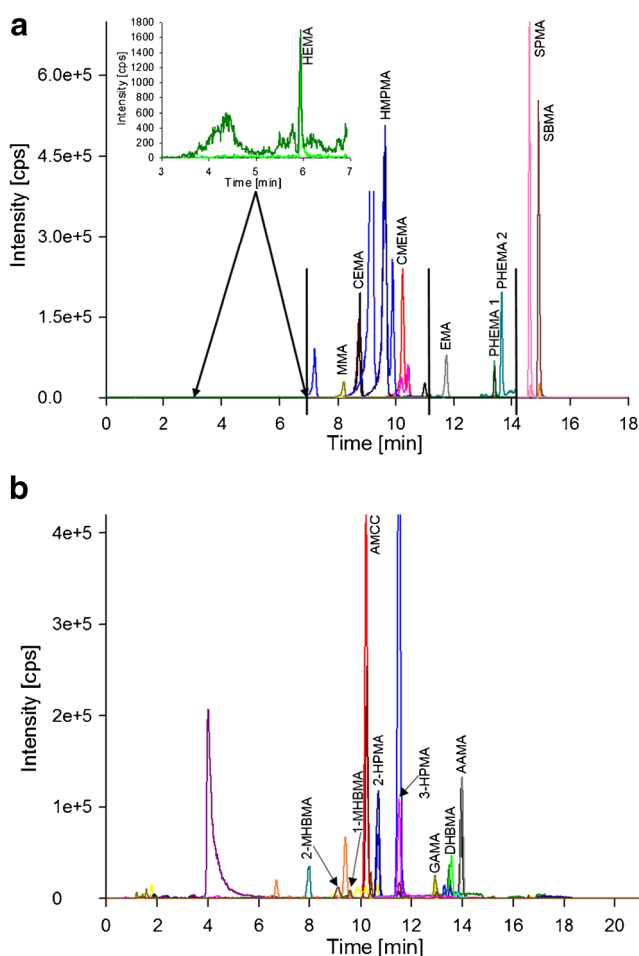 a
Intensity [cps]
6.0e+5
4.5e+5
3.0e+5
1.5e+5
0.0
0
2
4
6
8
10
12
14
16
18
Time [min]
Intensity [cps]
1800
1600
1400
1200
1000
800
600
400
200
0
3
4
5
6
7
Time [min]
HEMA
MMA
CEMA
HMPMA
CMEMA
EMA
PHEMA 1
PHEMA 2
SPMA
SBMA
b
Intensity [cps]
4e+5
3e+5
2e+5
1e+5
0
0
2
4
6
8
10
12
14
16
18
20
Time [min]
2-MHBMA
1-MHBMA
AMCC
2-HPMA
3-HPMA
GAMA
DHBMA
AAMA